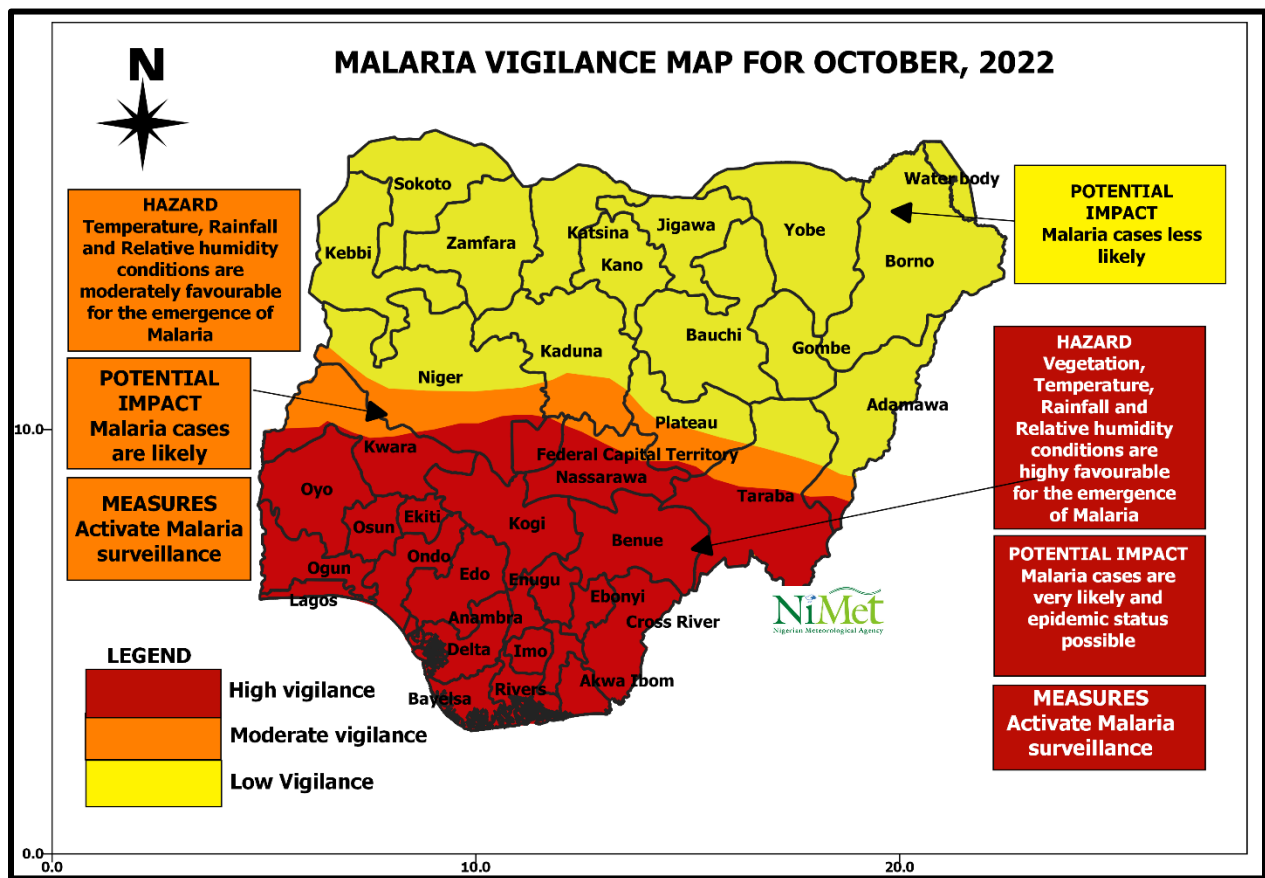 MALARIA VIGILANCE MAP FOR OCTOBER, 2022
N
HAZARD
Temperature, Rainfall
and Relative humidity
conditions are
moderately favourable
for the emergence of
Malaria
POTENTIAL
IMPACT
Malaria cases
are likely
MEASURES
Activate Malaria
surveillance
POTENTIAL
IMPACT
Malaria cases less
likely
HAZARD
Vegetation,
Temperature,
Rainfall and
Relative humidity
conditions are
highy favourable
for the emergence
of Malaria
POTENTIAL IMPACT
Malaria cases are
very likely and
epidemic status
possible
MEASURES
Activate Malaria
surveillance
Sokoto
Waterbody
Kebbi
Zamfara
Katsina
Jigawa
Yobe
Kano
Borno
Bauchi
Kaduna
Gombe
Niger
Adamawa
Plateau
Kwara
Federal Capital Territory
Nassarawa
Oyo
Taraba
Osun
Ekiti
Kogi
Benue
Ogun
Ondo
Edo
Enugu
Lagos
Ebonyi
Anambra
Cross River
Delta
Imo
Bayelsa
Rivers
Akwa Ibom
NiMet
Nigerian Meteorological Agency
LEGEND
High vigilance
Moderate vigilance
Low Vigilance
10.0
0.0
0.0
10.0
20.0